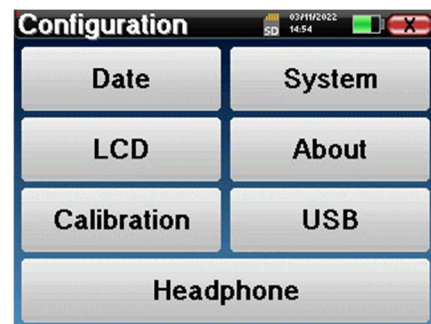 Configuration
SD
03/11/2022
14:54
X
Date
System
LCD
About
Calibration
USB
Headphone